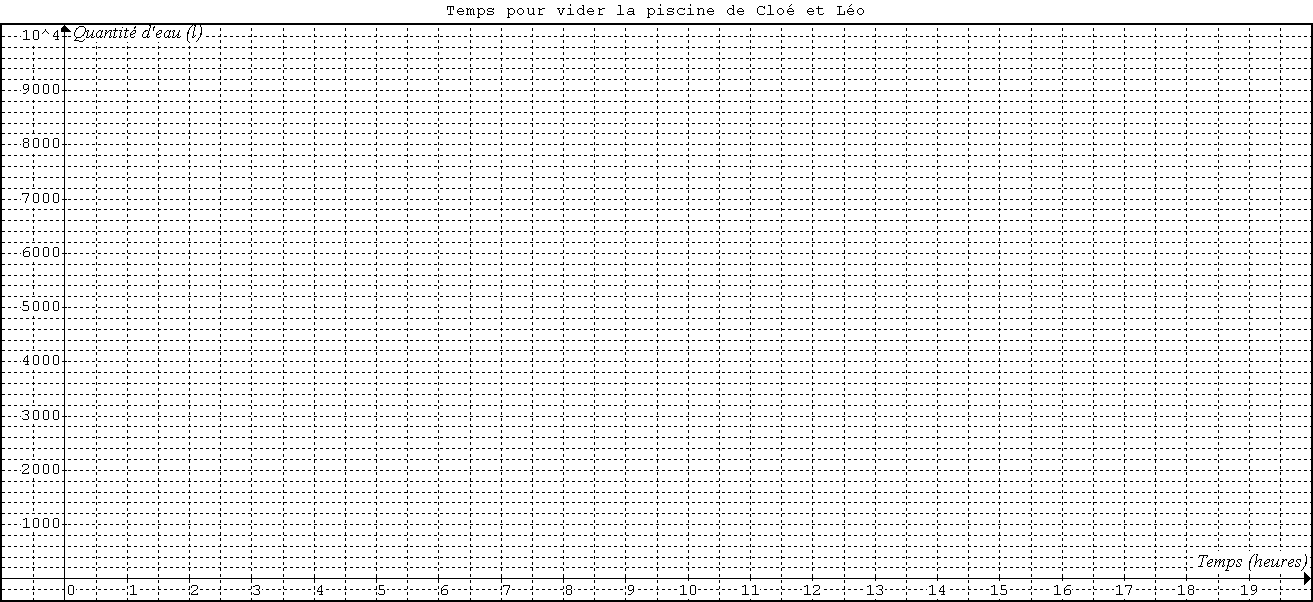 Temps pour vider la piscine de Cloé et Léo
10^4 Quantité d'eau (l)
9000
8000
7000
6000
5000
4000
3000
2000
1000
Temps (heures)
0 1 2 3 4 5 6 7 8 9 10 11 12 13 14 15 16 17 18 19